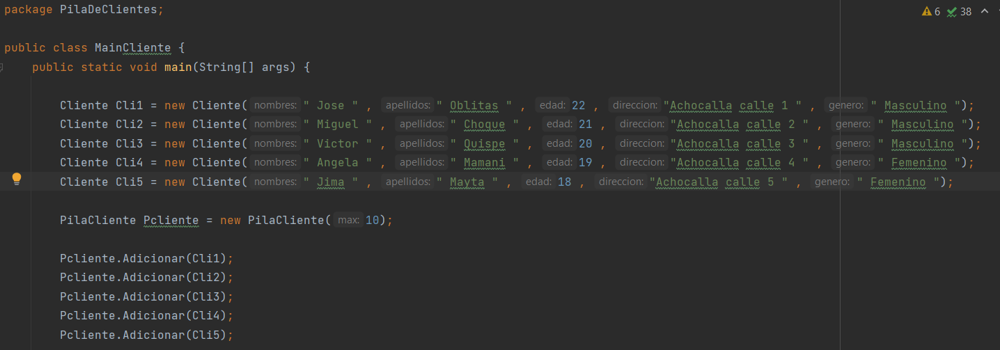 package PilaDeClientes;
6 38
public class MainCliente {
public static void main(String[] args) {
Cliente Cli1 = new Cliente( nombres: " Jose " , apellidos: " Oblitas " , edad: 22 , direccion: "Achocalla calle 1 " , genero: " Masculino ");
Cliente Cli2 = new Cliente( nombres: " Miguel " , apellidos: " Choque " , edad: 21 , direccion: "Achocalla calle 2 " , genero: " Masculino ");
Cliente Cli3 = new Cliente( nombres: " Victor " , apellidos: " Quispe " , edad: 20 , direccion: "Achocalla calle 3 " , genero: " Masculino ");
Cliente Cli4 = new Cliente( nombres: " Angela " , apellidos: " Mamani " , edad: 19 , direccion: "Achocalla calle 4 " , genero: " Femenino ");
Cliente Cli5 = new Cliente( nombres: " Jima " , apellidos: " Mayta " , edad: 18 , direccion: "Achocalla calle 5 " , genero: " Femenino ");
PilaCliente Pcliente = new PilaCliente( max: 10);
Pcliente.Adicionar(Cli1);
Pcliente.Adicionar(Cli2);
Pcliente.Adicionar(Cli3);
Pcliente.Adicionar(Cli4);
Pcliente.Adicionar(Cli5);